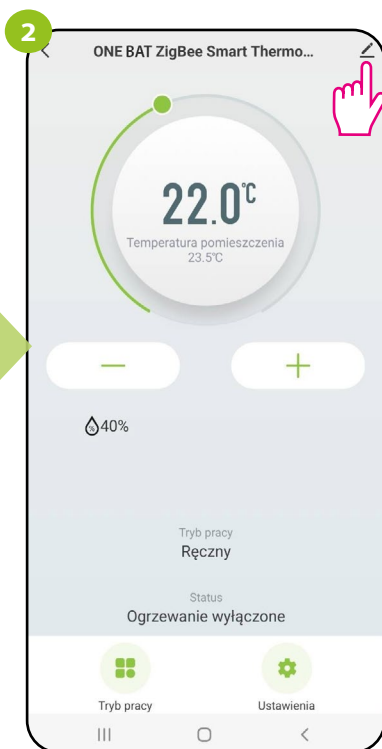 2
ONE BAT ZigBee Smart Thermo...
22.0°C
Temperatura pomieszczenia
23.5°C
− +
%40%
Tryb pracy
Ręczny
Status
Ogrzewanie wyłączone
Tryb pracy Ustawienia